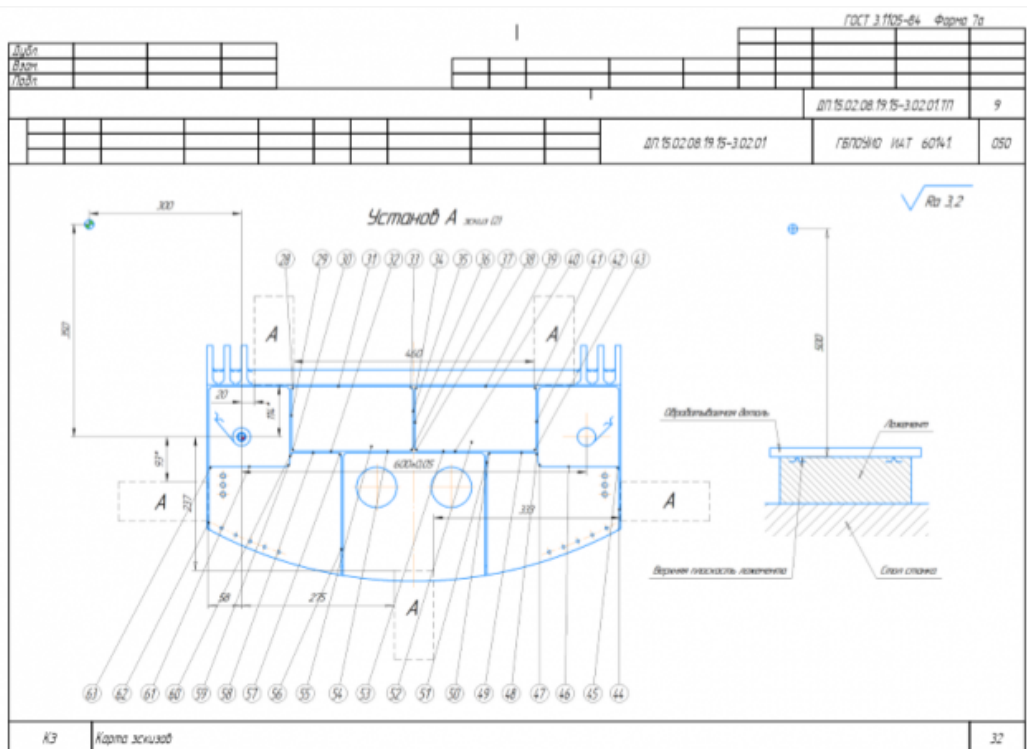 ГОСТ 3.1105-84 Форма 7а
Дубл.
Взам.
Подл.
ДП.15.02.08.19.15-3.02.01.ТП 9
ДП.15.02.08.19.15-3.02.01 ГБПОУИО ИАТ 60141 050
Ra 3,2
300
Установ А эскиз (2)
28 29 30 31 32 33 34 35 36 37 38 39 40 41 42 43
350
500
А А
460
20
114*
Обрабатываемая деталь
Ложемент
93*
600±0,05
А А
237
333
Верхняя плоскость ложемента
Стол станка
58 275
А
63 62 61 60 59 58 57 56 55 54 53 52 51 50 49 48 47 46 45 44
КЭ Карта эскизов 32